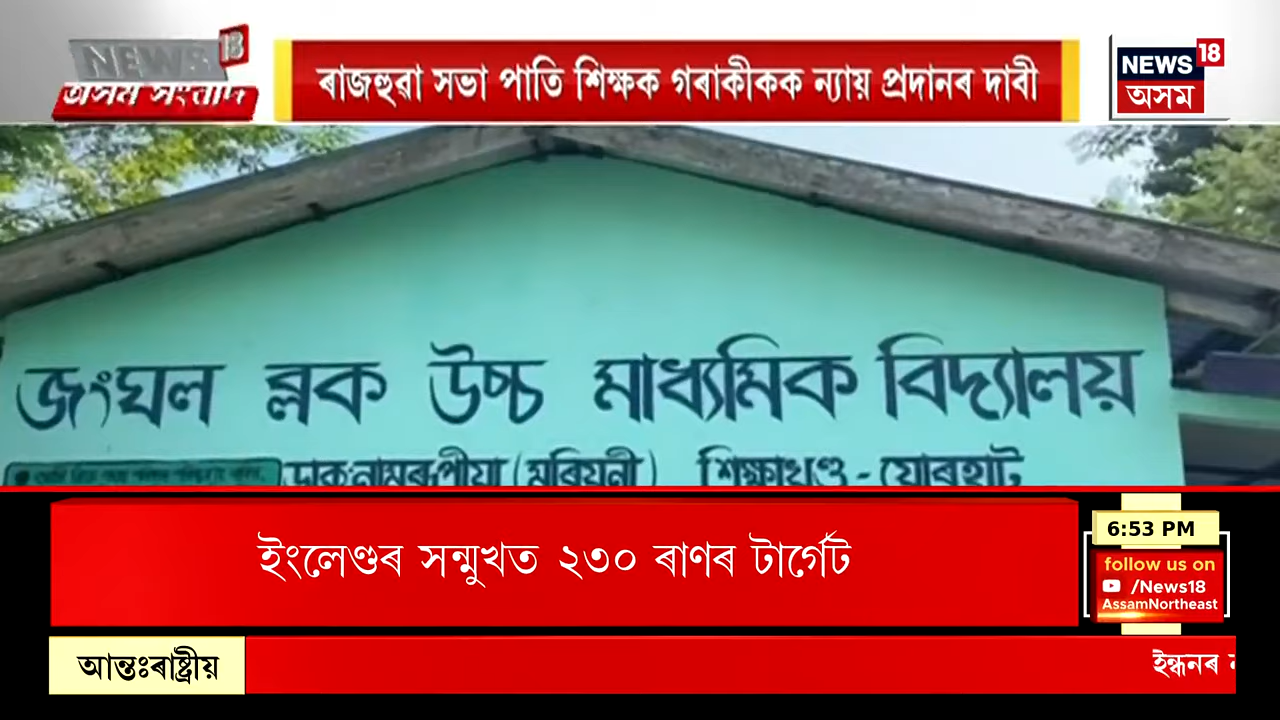 NEWS 18
অসম সংবাদ
ৰাজহুৱা সভা পাতি শিক্ষক গৰাকীকক ন্যায় প্ৰদানৰ দাবী
NEWS 18
অসম
জংঘল ব্লক উচ্চ মাধ্যমিক বিদ্যালয়
ডাক:নামৰূপীয়া (মৰিয়নী) শিক্ষাখণ্ড - যোৰহাট
ইংলেণ্ডৰ সন্মুখত ২৩০ ৰাণৰ টাৰ্গেট
6:53 PM
follow us on
/News18
AssamNortheast
আন্তঃৰাষ্ট্ৰীয়
ইন্ধনৰ